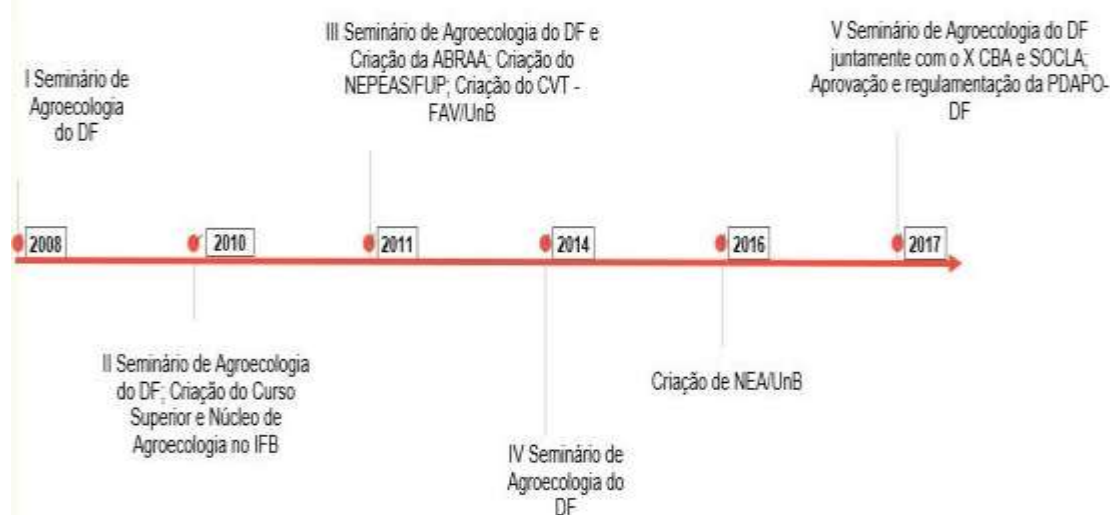 I Seminário de
Agroecologia
do DF
2008
II Seminário de Agroecologia
do DF; Criação do Curso
Superior e Núcleo de
Agroecologia no IFB
2010
III Seminário de Agroecologia do DF e
Criação da ABRAA; Criação do
NEPEAS/FUP; Criação do CVT -
FAV/UnB
2011
IV Seminário de
Agroecologia do
DF
2014
Criação de NEA/UnB
2016
V Seminário de Agroecologia do DF
juntamente com o X CBA e SOCLA;
Aprovação e regulamentação da PDAPO-
DF
2017